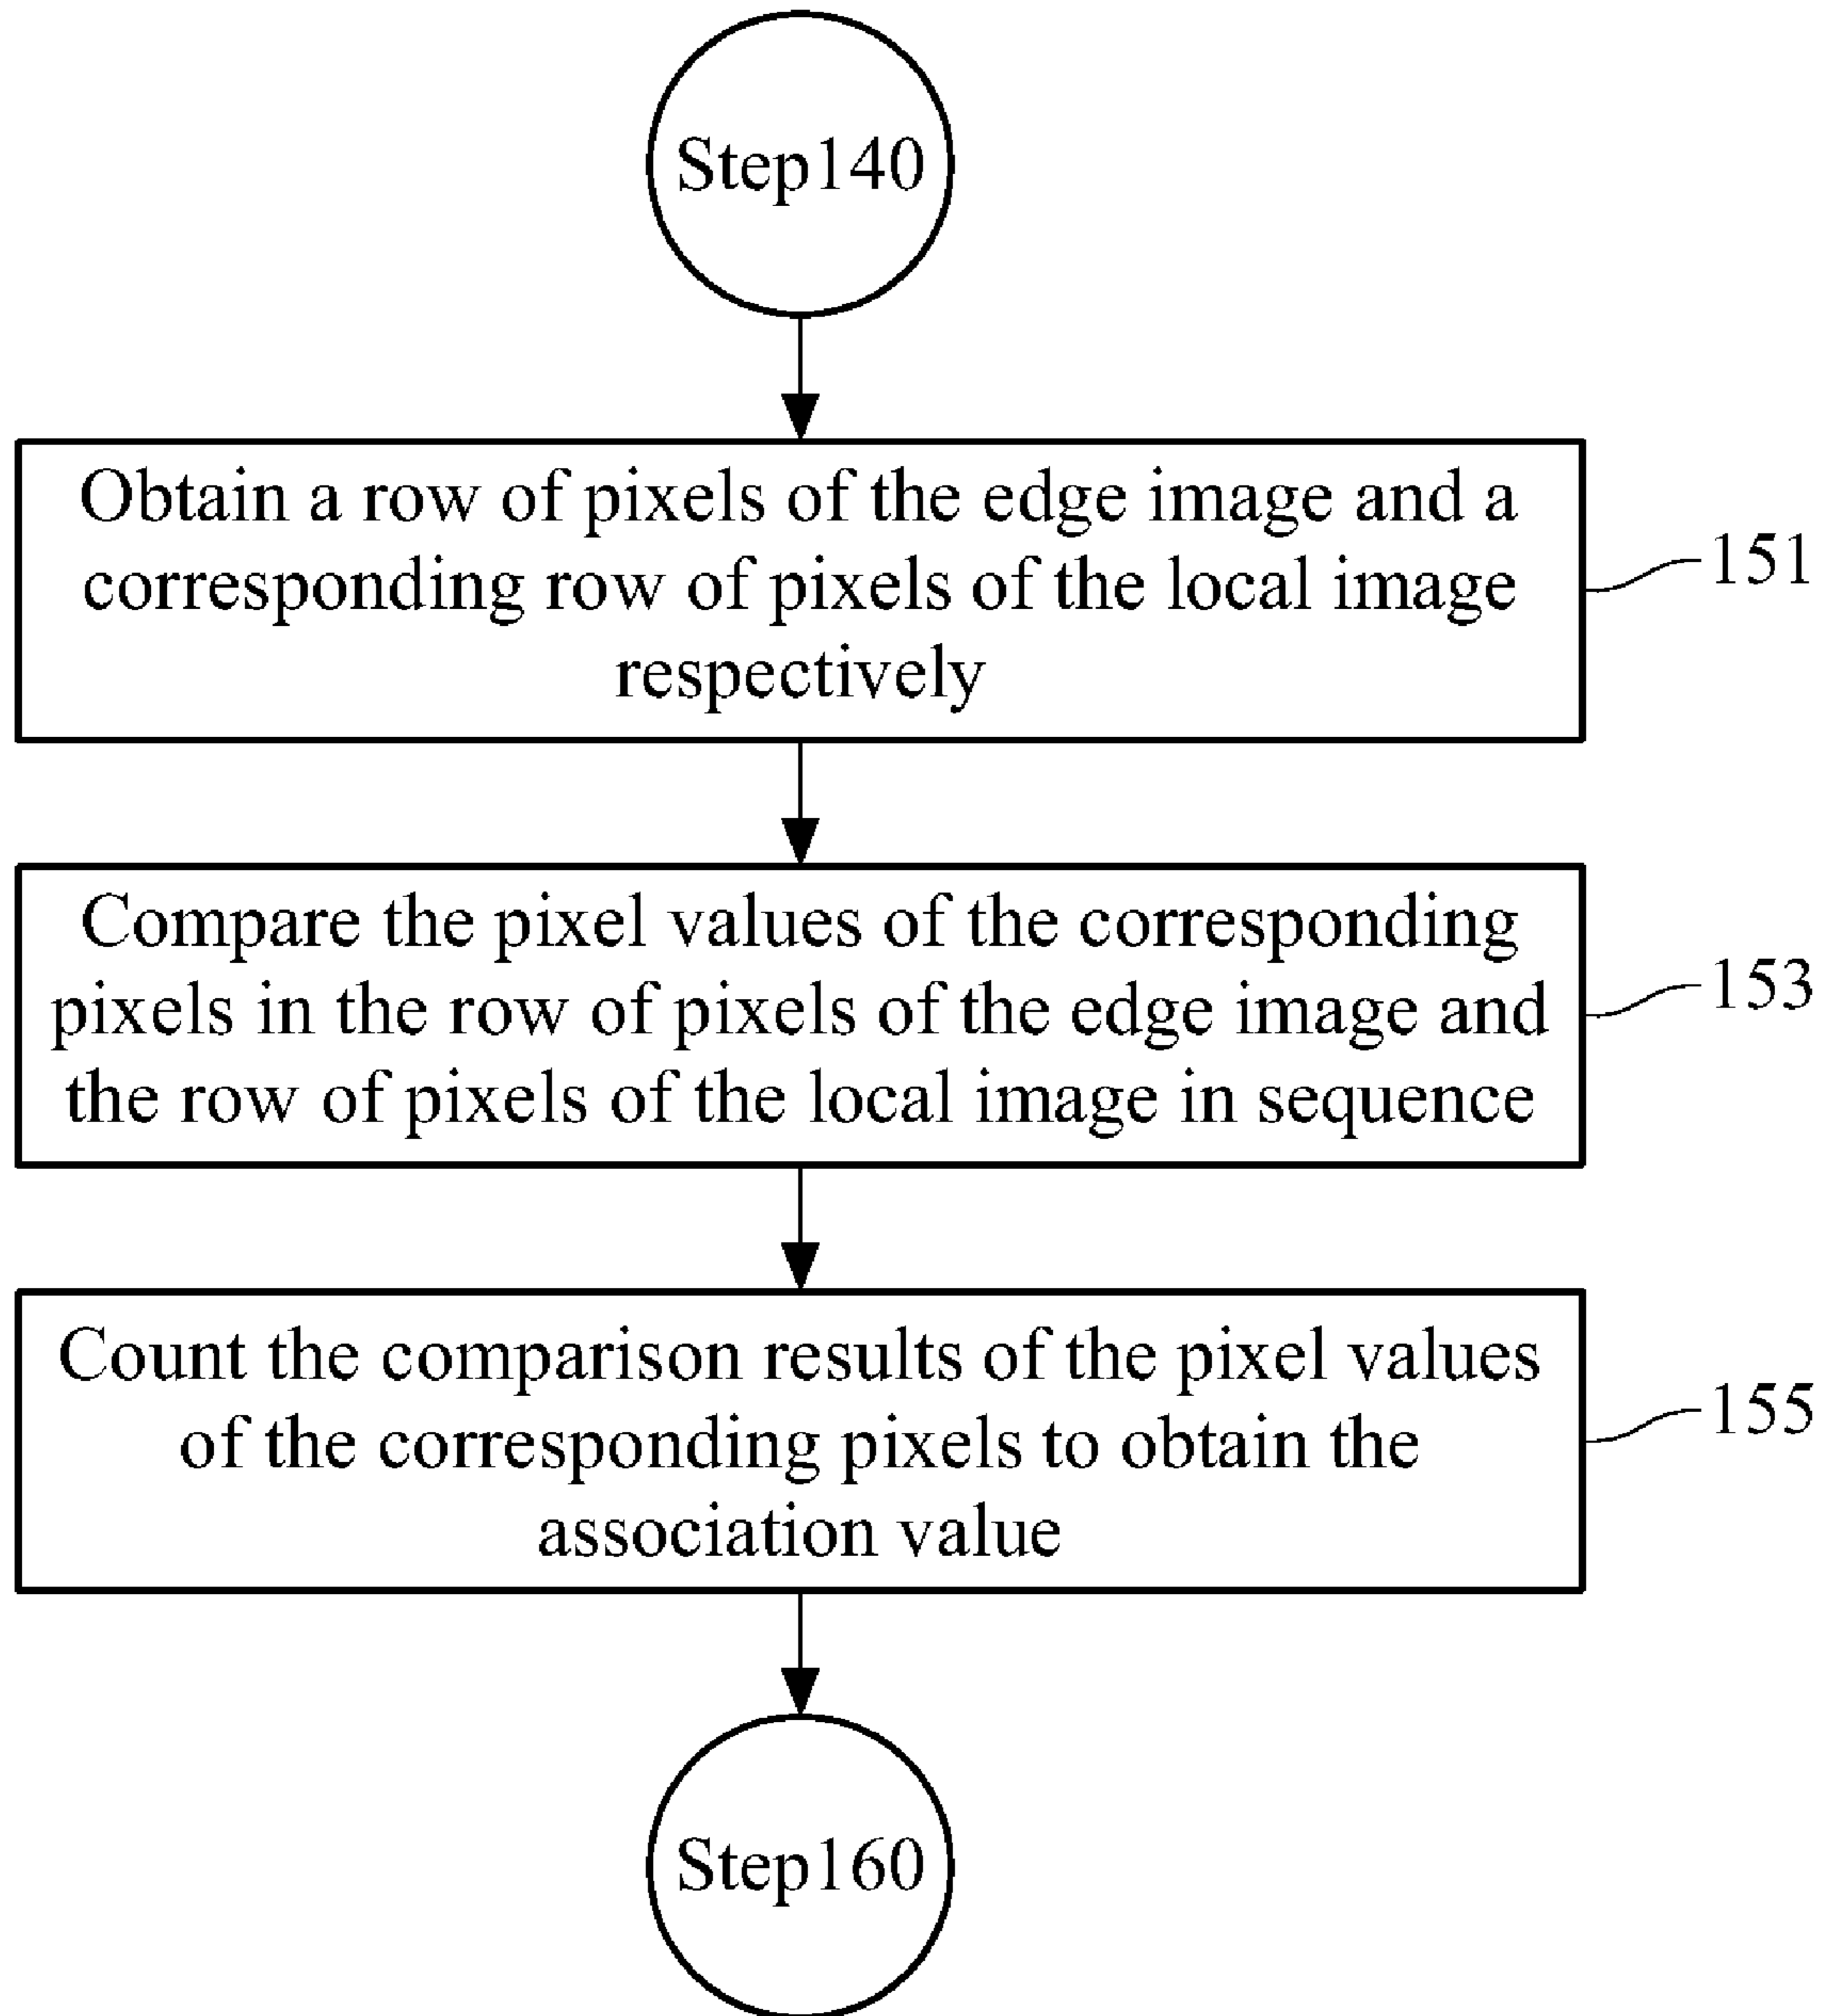 Step140
Obtain a row of pixels of the edge image and a
corresponding row of pixels of the local image
respectively
151
Compare the pixel values of the corresponding
pixels in the row of pixels of the edge image and
the row of pixels of the local image in sequence
153
Count the comparison results of the pixel values
of the corresponding pixels to obtain the
association value
155
Step160